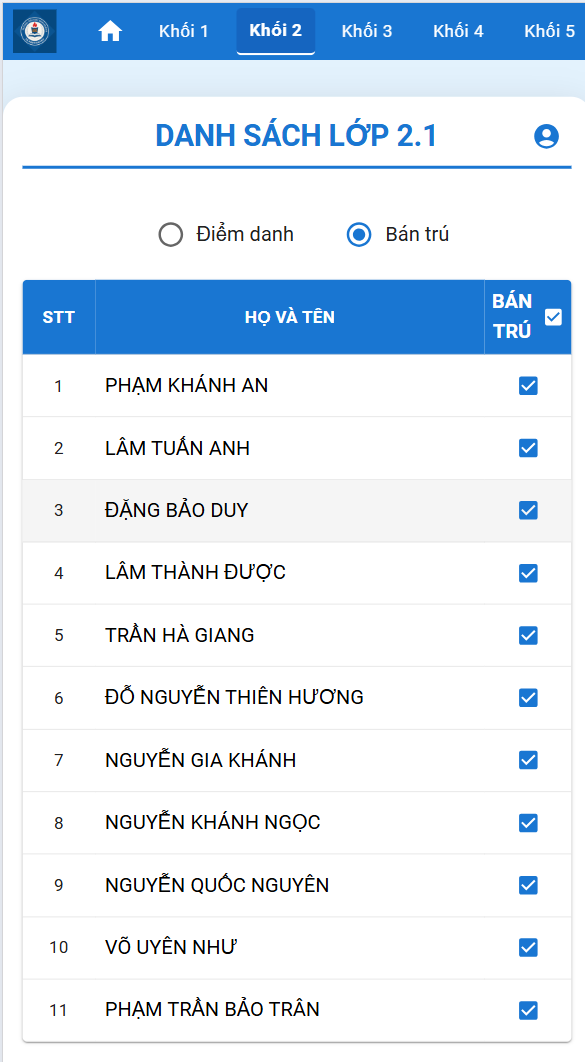 Khối 1 Khối 2 Khối 3 Khối 4 Khối 5
DANH SÁCH LỚP 2.1
Điểm danh Bán trú
STT HỌ VÀ TÊN BÁN TRÚ
1 PHẠM KHÁNH AN
2 LÂM TUẤN ANH
3 ĐẶNG BẢO DUY
4 LÂM THÀNH ĐƯỢC
5 TRẦN HÀ GIANG
6 ĐỖ NGUYỄN THIÊN HƯƠNG
7 NGUYỄN GIA KHÁNH
8 NGUYỄN KHÁNH NGỌC
9 NGUYỄN QUỐC NGUYÊN
10 VÕ UYÊN NHƯ
11 PHẠM TRẦN BẢO TRÂN